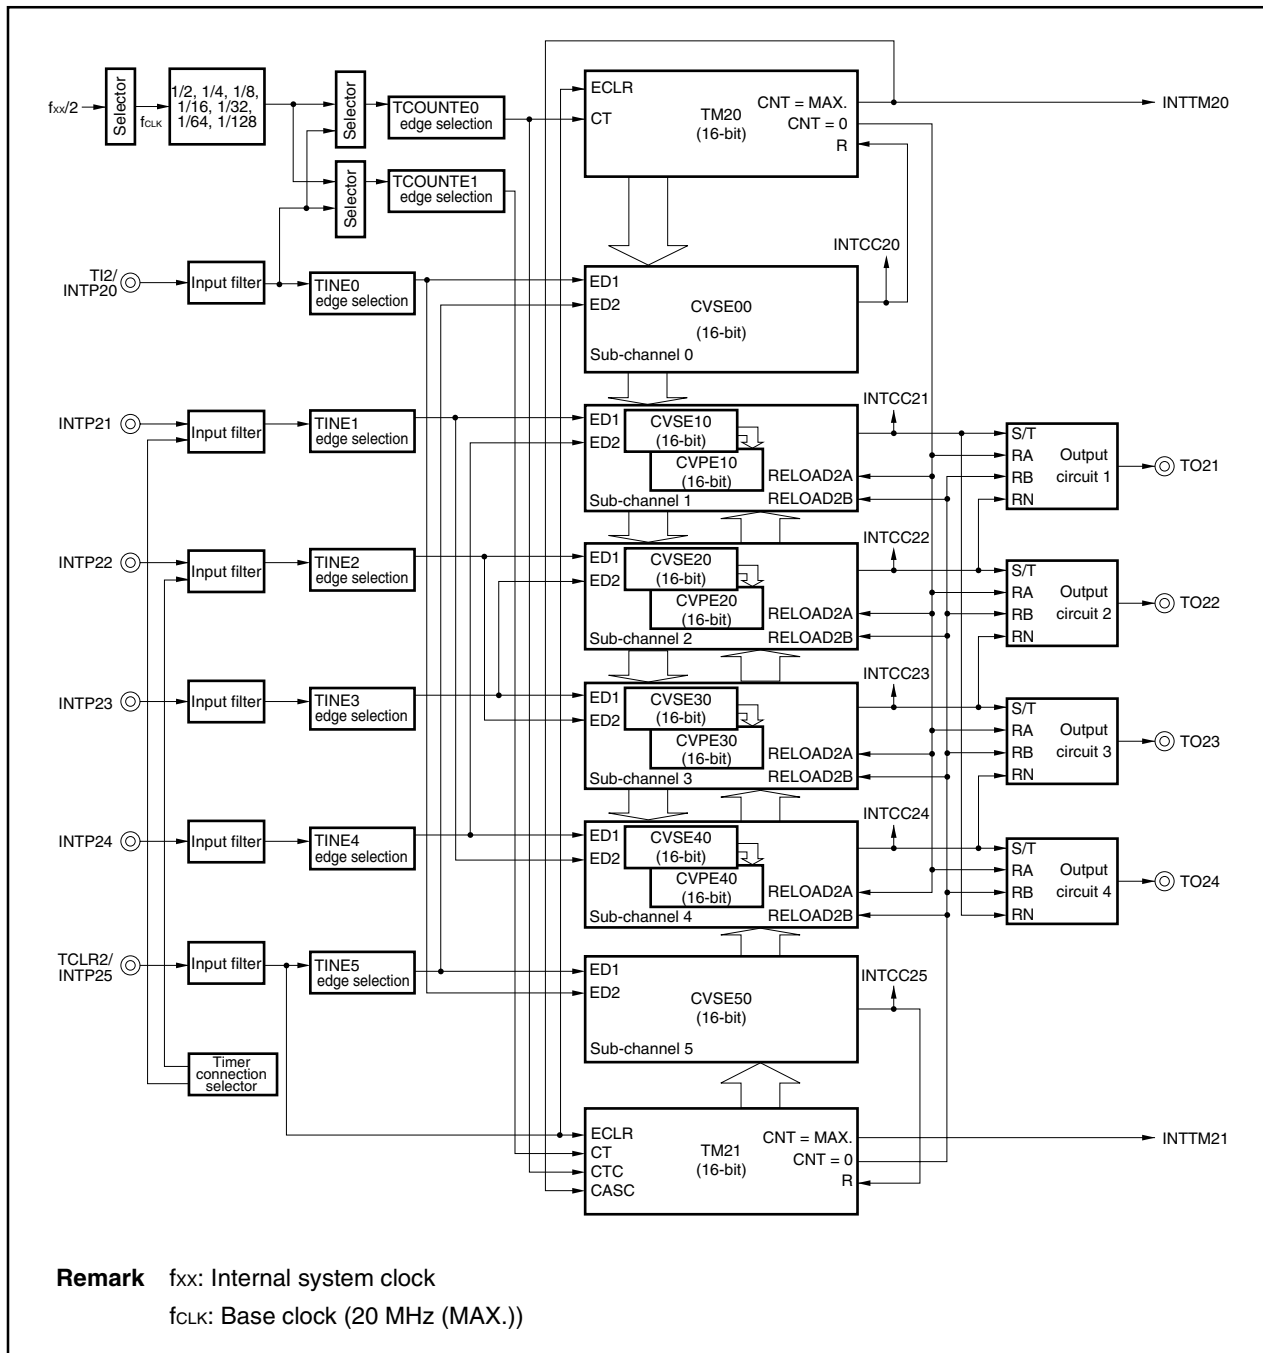 fxx/2
Selector
fCLK
1/2, 1/4, 1/8,
1/16, 1/32,
1/64, 1/128
Selector
TCOUNTE0
edge selection
Selector
TCOUNTE1
edge selection
ECLR
CT
TM20
(16-bit)
CNT = MAX.
CNT = 0
R
INTTM20
TI2/
INTP20
Input filter
TINE0
edge selection
ED1
ED2
CVSE00
(16-bit)
Sub-channel 0
INTCC20
INTP21
Input filter
TINE1
edge selection
ED1
ED2
CVSE10
(16-bit)
CVPE10
(16-bit)
Sub-channel 1
RELOAD2A
RELOAD2B
INTCC21
S/T
RA
RB
RN
Output
circuit 1
TO21
INTP22
Input filter
TINE2
edge selection
ED1
ED2
CVSE20
(16-bit)
CVPE20
(16-bit)
Sub-channel 2
RELOAD2A
RELOAD2B
INTCC22
S/T
RA
RB
RN
Output
circuit 2
TO22
INTP23
Input filter
TINE3
edge selection
ED1
ED2
CVSE30
(16-bit)
CVPE30
(16-bit)
Sub-channel 3
RELOAD2A
RELOAD2B
INTCC23
S/T
RA
RB
RN
Output
circuit 3
TO23
INTP24
Input filter
TINE4
edge selection
ED1
ED2
CVSE40
(16-bit)
CVPE40
(16-bit)
Sub-channel 4
RELOAD2A
RELOAD2B
INTCC24
S/T
RA
RB
RN
Output
circuit 4
TO24
TCLR2/
INTP25
Input filter
TINE5
edge selection
ED1
ED2
CVSE50
(16-bit)
Sub-channel 5
INTCC25
Timer
connection
selector
ECLR
CT
CTC
CASC
TM21
(16-bit)
CNT = MAX.
CNT = 0
R
INTTM21
Remark fxx: Internal system clock
fCLK: Base clock (20 MHz (MAX.))